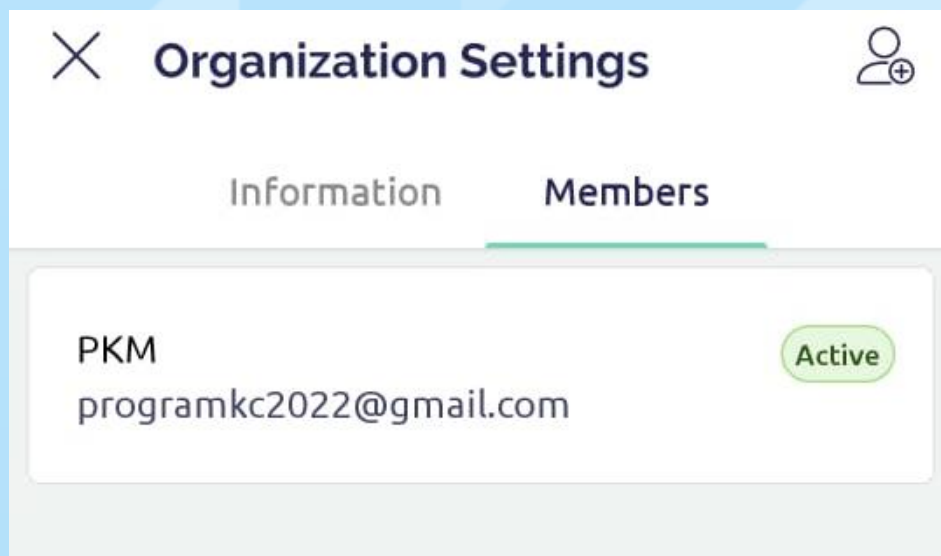 Organization Settings
Information Members
PKM
Active
programkc2022@gmail.com